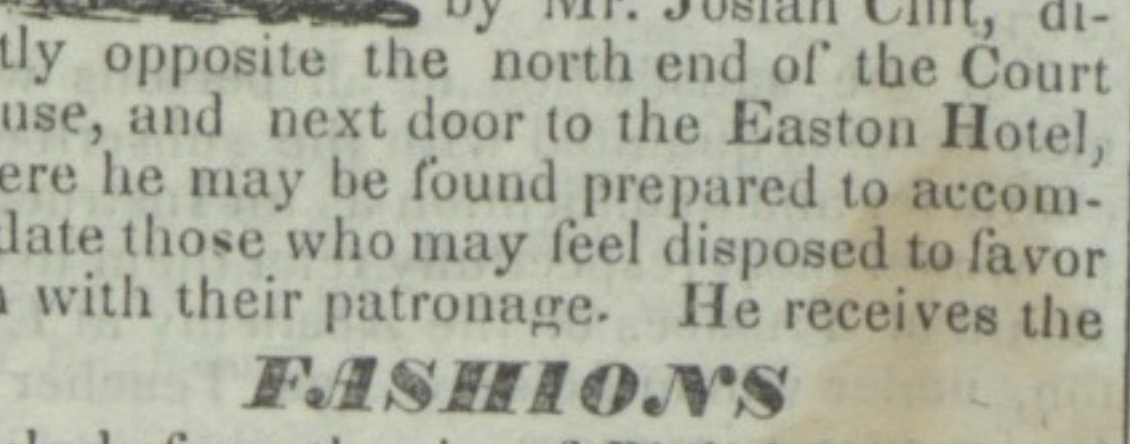 by Mr. Josiah Clift, di-
tly opposite the north end of the Court
use, and next door to the Easton Hotel,
ere he may be found prepared to accom-
date those who may feel disposed to favor
with their patronage. He receives the
FASHIONS